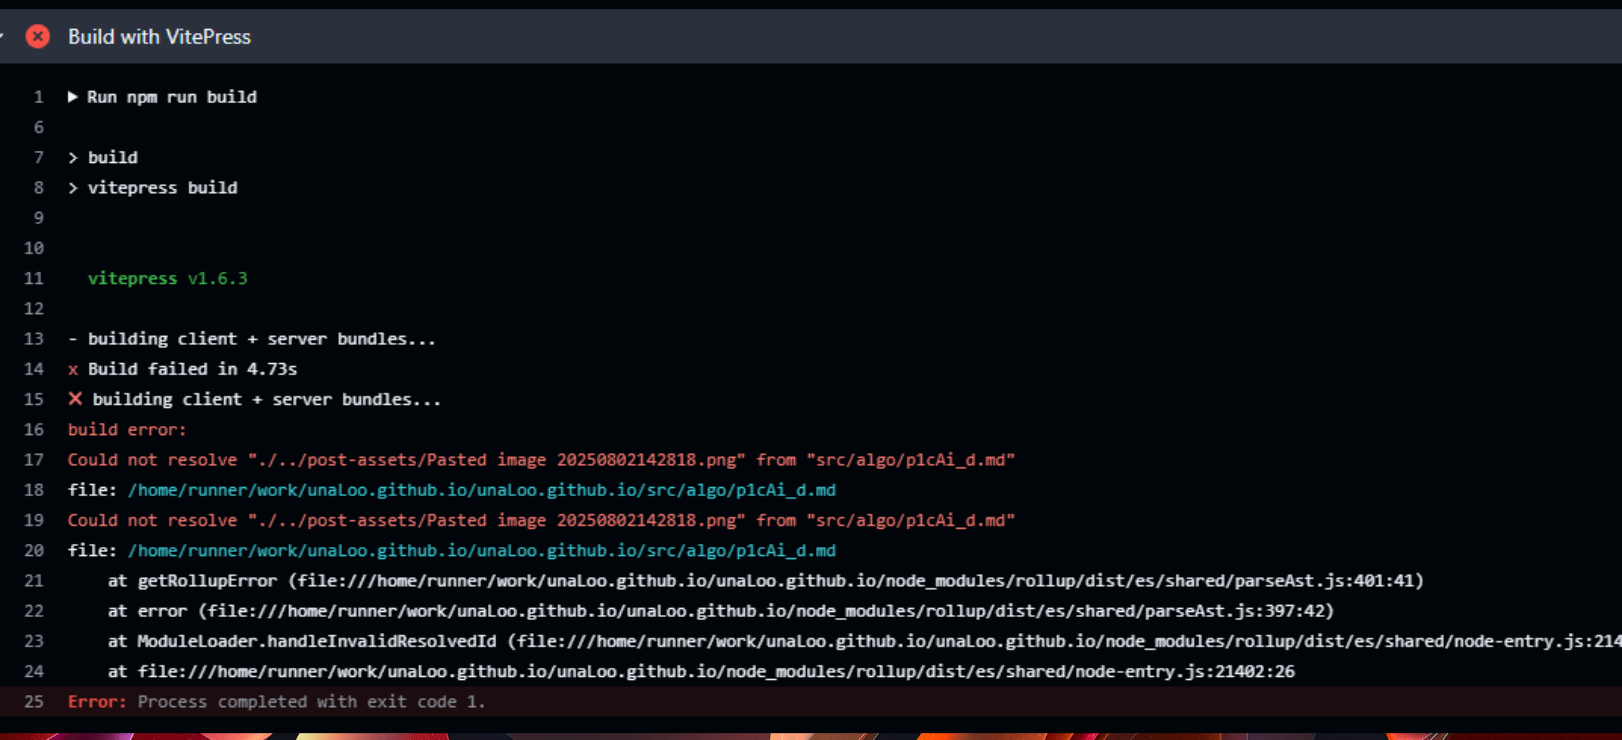 Build with VitePress
1 ▶ Run npm run build
6
7 > build
8 > vitepress build
9
10
11 vitepress v1.6.3
12
13 - building client + server bundles...
14 x Build failed in 4.73s
15 ❌ building client + server bundles...
16 build error:
17 Could not resolve "./../post-assets/Pasted image 20250802142818.png" from "src/algo/p1cAi_d.md"
18 file: /home/runner/work/unaLoo.github.io/unaLoo.github.io/src/algo/p1cAi_d.md
19 Could not resolve "./../post-assets/Pasted image 20250802142818.png" from "src/algo/p1cAi_d.md"
20 file: /home/runner/work/unaLoo.github.io/unaLoo.github.io/src/algo/p1cAi_d.md
21 at getRollupError (file:///home/runner/work/unaLoo.github.io/unaLoo.github.io/node_modules/rollup/dist/es/shared/parseAst.js:401:41)
22 at error (file:///home/runner/work/unaLoo.github.io/unaLoo.github.io/node_modules/rollup/dist/es/shared/parseAst.js:397:42)
23 at ModuleLoader.handleInvalidResolvedId (file:///home/runner/work/unaLoo.github.io/unaLoo.github.io/node_modules/rollup/dist/es/shared/node-entry.js:214
24 at file:///home/runner/work/unaLoo.github.io/unaLoo.github.io/node_modules/rollup/dist/es/shared/node-entry.js:21402:26
25 Error: Process completed with exit code 1.